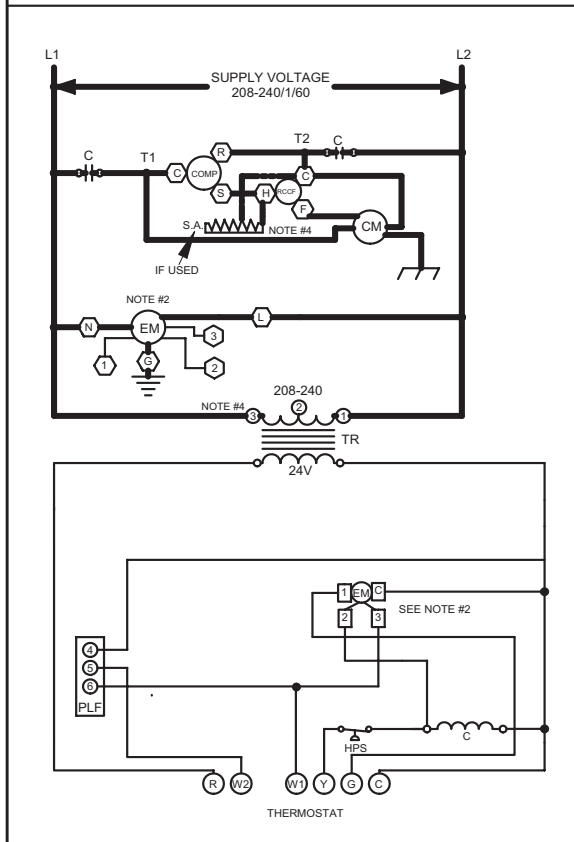 L1 L2
SUPPLY VOLTAGE
208-240/1/60
C T1 T2 C
C COMP R
S H RCCF C
F
S.A. NOTE #4 CM
IF USED
NOTE #2
N EM L
3
1 G 2
208-240
NOTE #4 3 2 1
TR
24V
1 EM C
SEE NOTE #2
2 3
4
5
6
PLF
HPS C
R W2 W1 Y G C
THERMOSTAT